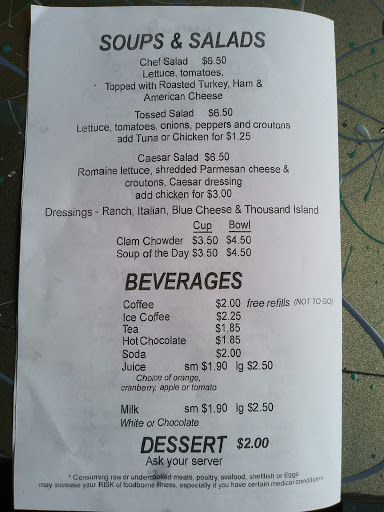 SOUPS & SALADS
Chef Salad $6.50
Lettuce, tomatoes,
Topped with Roasted Turkey, Ham &
American Cheese
Tossed Salad $6.50
Lettuce, tomatoes, onions, peppers and croutons
add Tuna or Chicken for $1.25
Caesar Salad $6.50
Romaine lettuce, shredded Parmesan cheese &
croutons, Caesar dressing
add chicken for $3.00
Dressings - Ranch, Italian, Blue Cheese & Thousand Island
Cup Bowl
Clam Chowder $3.50 $4.50
Soup of the Day $3.50 $4.50
BEVERAGES
Coffee $2.00 free refills (NOT TO GO)
Ice Coffee $2.25
Tea $1.85
Hot Chocolate $1.85
Soda $2.00
Juice sm $1.90 lg $2.50
Choice of orange,
cranberry, apple or tomato
Milk sm $1.90 lg $2.50
White or Chocolate
DESSERT $2.00
Ask your server
* Consuming raw or undercooked meats, poultry, seafood, shellfish or Eggs
may increase your RISK of foodborne illness, especially if you have certain medical conditions